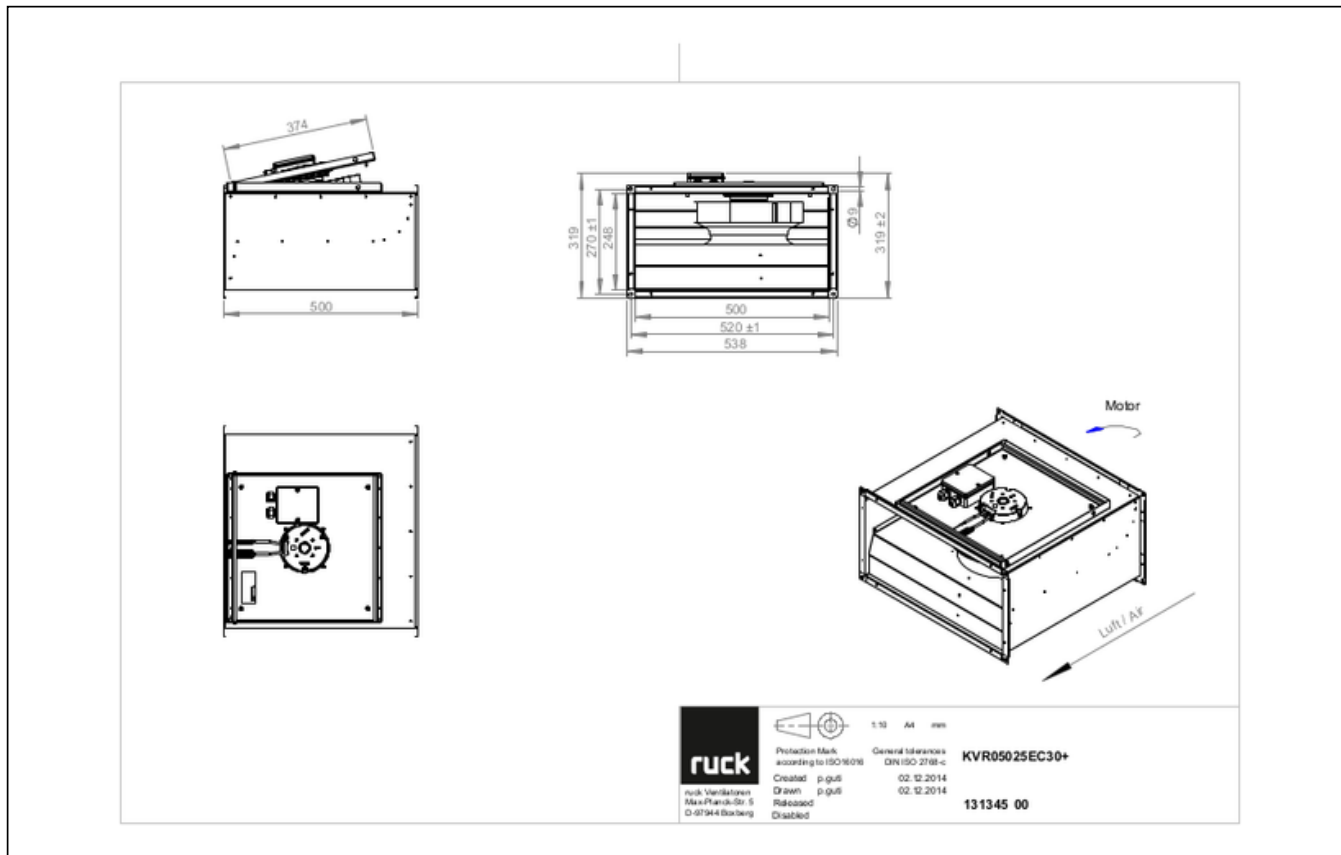 374
500
319
270 ±1
248
Ø 9
319 ±2
500
520 ±1
538
Motor
Luft / Air
ruck
ruck Ventilatoren
Max-Planck-Str. 5
D-97944 Boxberg
1:10 A4 mm
Protection Mark
according to ISO16016
General tolerances
DIN ISO 2768-c
Created p.guti 02.12.2014
Drawn p.guti 02.12.2014
Released
Disabled
KVR05025EC30+
131345 00